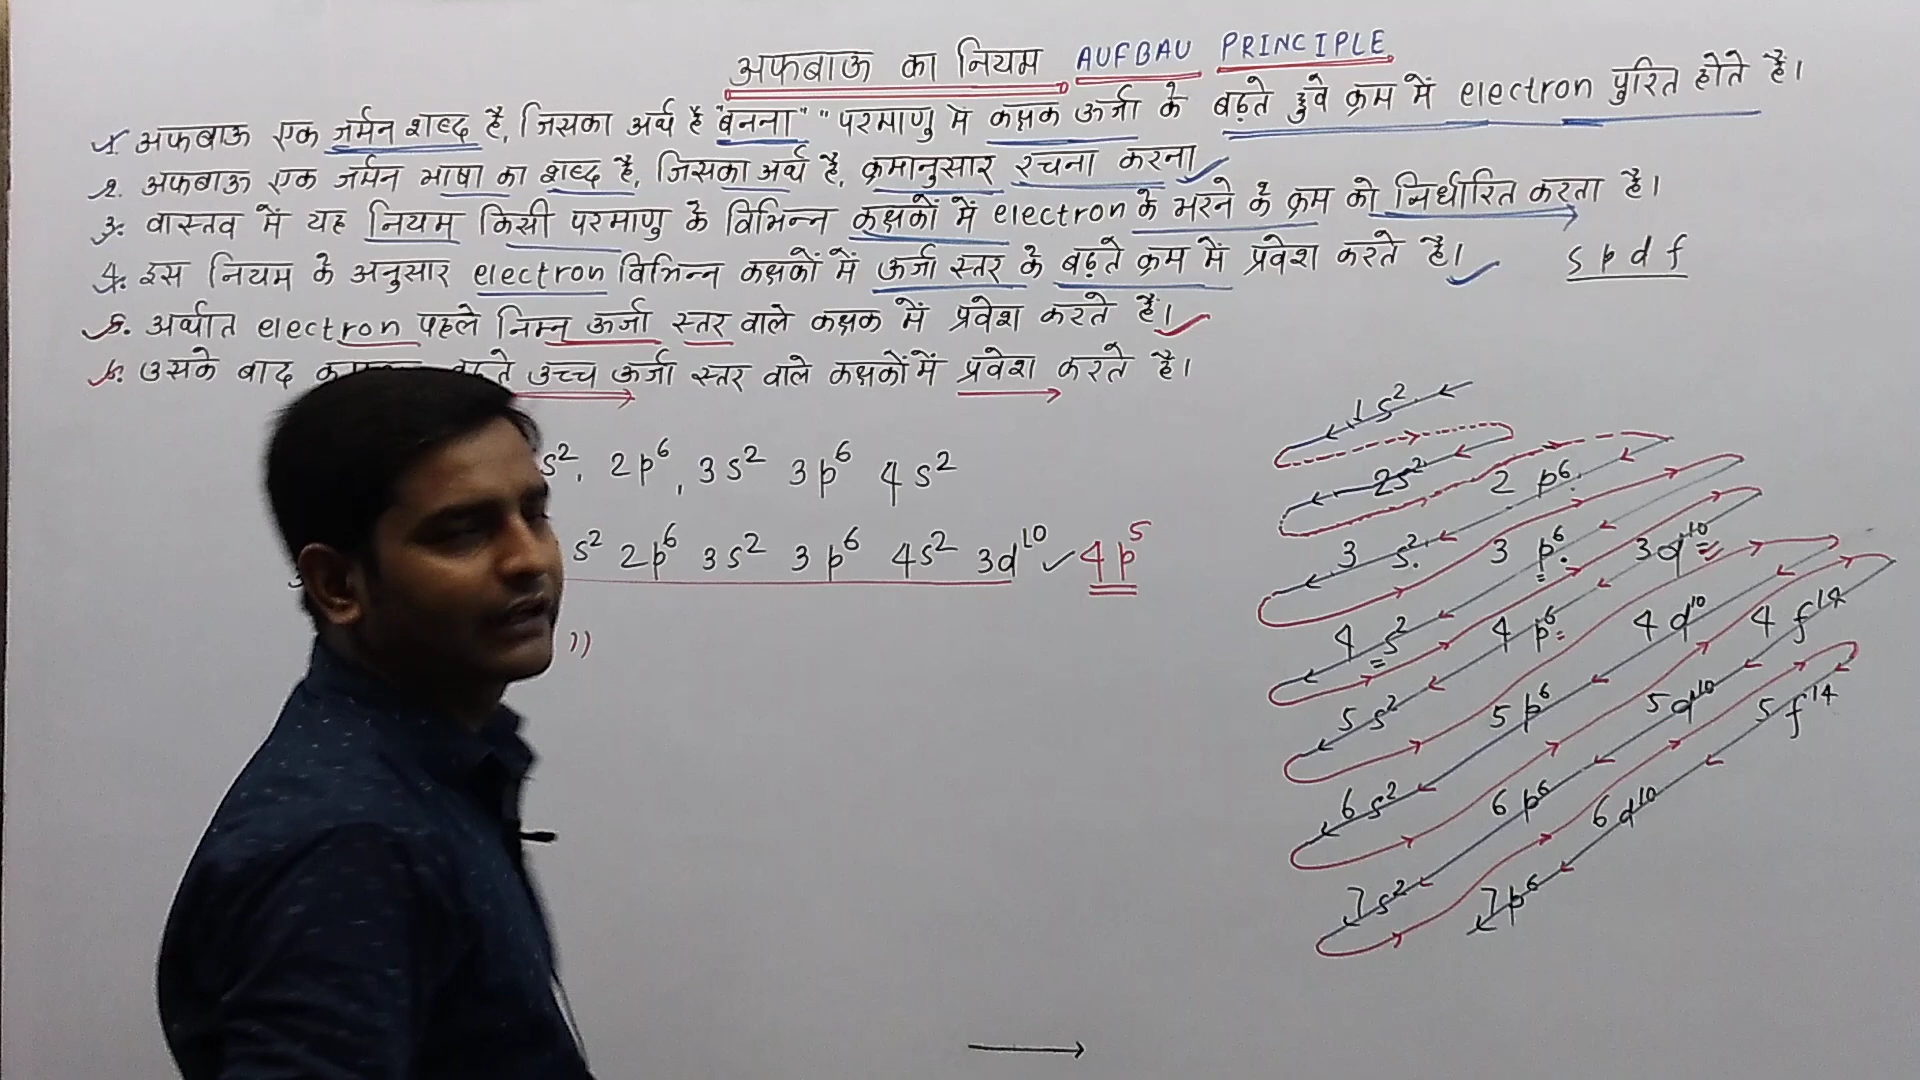 अफबाऊ का नियम AUFBAU PRINCIPLE
1. अफबाऊ एक जर्मन शब्द है, जिसका अर्थ है "बनना" "परमाणु में कक्षक ऊर्जा के बढ़ते हुवे क्रम में electron पुरित होते है।
2. अफबाऊ एक जर्मन भाषा का शब्द है, जिसका अर्थ है, क्रमानुसार रचना करना
3. वास्तव में यह नियम किसी परमाणु के विभिन्न कक्षकों में electron के भरने के क्रम को निर्धारित करता है।
4. इस नियम के अनुसार electron विभिन्न कक्षकों में ऊर्जा स्तर के बढ़ते क्रम में प्रवेश करते है।
s p d f
5. अर्थात electron पहले निम्न ऊर्जा स्तर वाले कक्षक में प्रवेश करते है।
6. उसके बाद उच्च ऊर्जा स्तर वाले कक्षकों में प्रवेश करते है।
s², 2p⁶, 3s² 3p⁶ 4s²
s² 2p⁶ 3s² 3p⁶ 4s² 3d¹⁰ 4p⁵
1s²
2s² 2p⁶
3s² 3p⁶ 3d¹⁰
4s² 4p⁶ 4d¹⁰ 4f¹⁴
5s² 5p⁶ 5d¹⁰ 5f¹⁴
6s² 6p⁶ 6d¹⁰
7s² 7p⁶